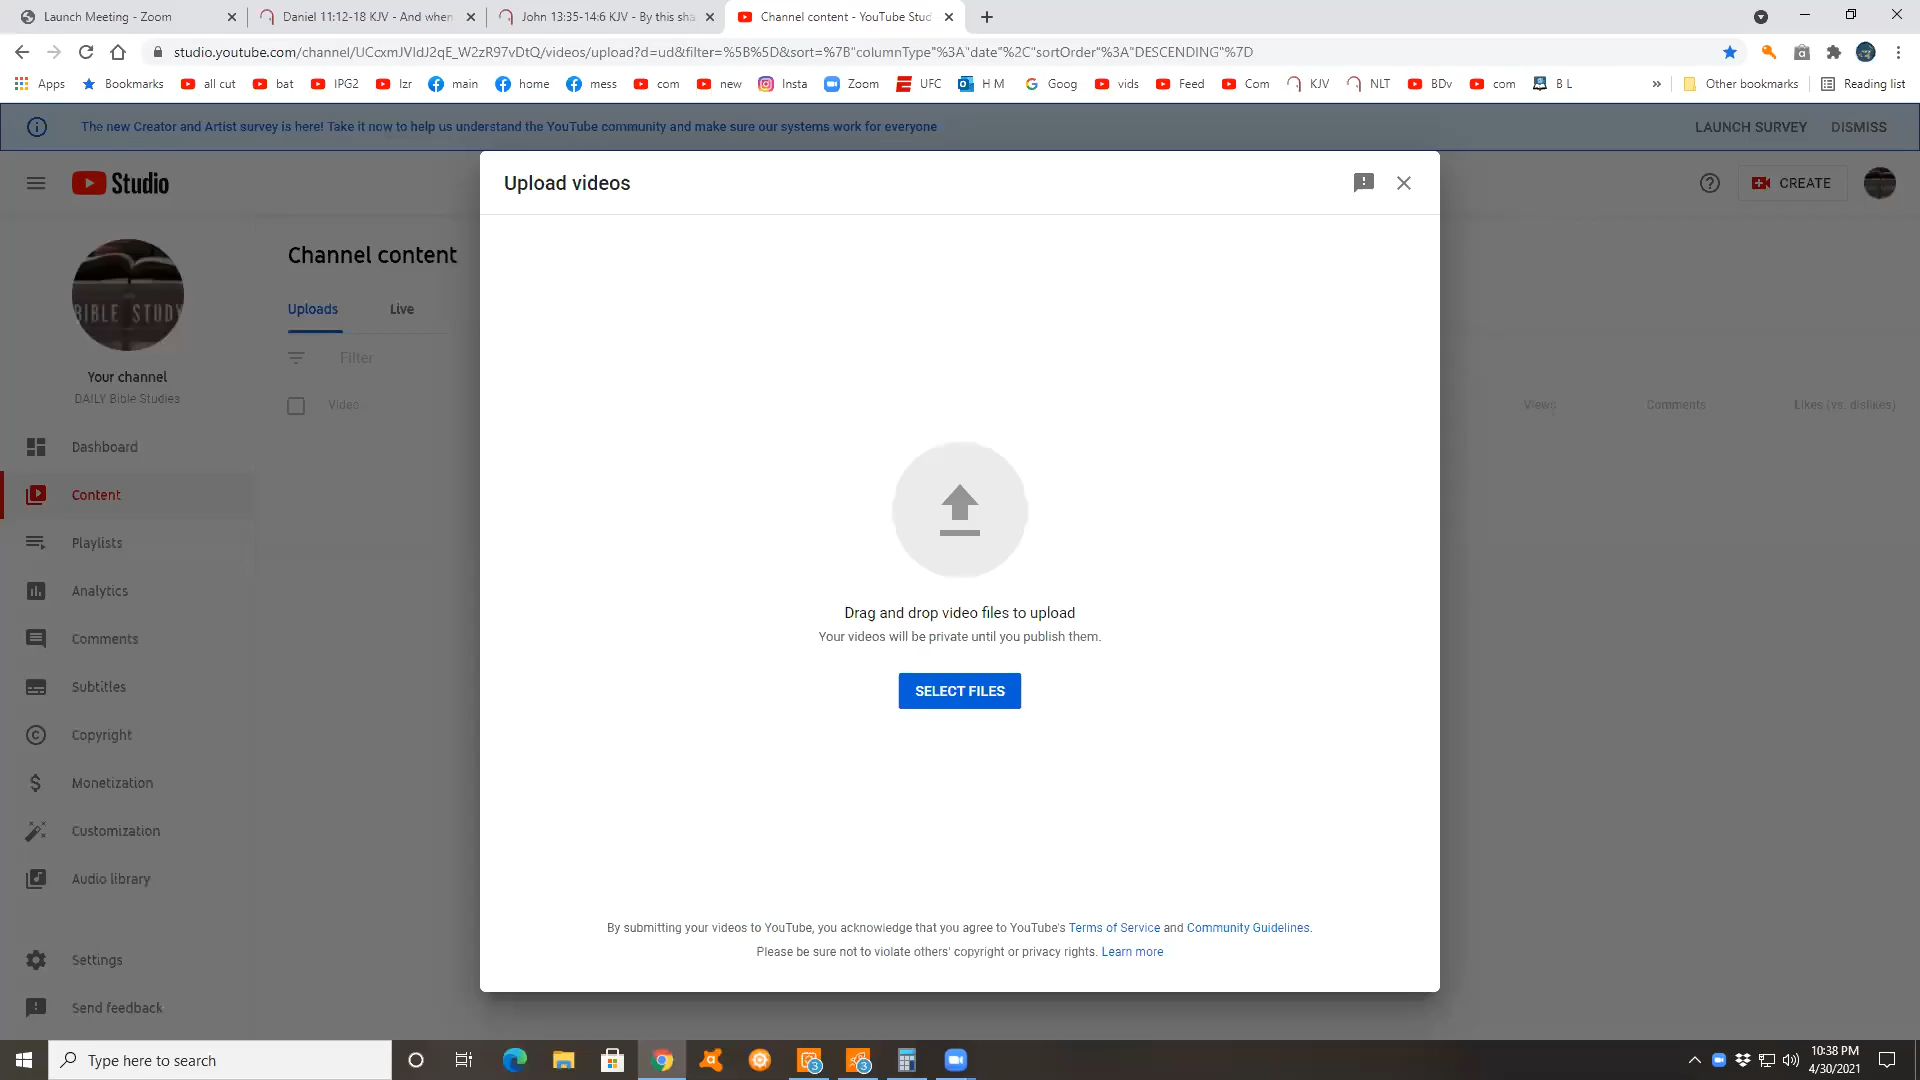 Launch Meeting - Zoom
Daniel 11:12-18 KJV - And when
John 13:35-14:6 KJV - By this sha
Channel content - YouTube Stud
studio.youtube.com/channel/UCcxmJVIdJ2qE_W2zR97vDtQ/videos/upload?d=ud&filter=%5B%5D&sort=%7B"columnType"%3A"date"%2C"sortOrder"%3A"DESCENDING"%7D
Apps Bookmarks all cut bat IPG2 lzr main home mess com new Insta Zoom UFC H M Goog vids Feed Com KJV NLT BDv com B L » Other bookmarks Reading list
The new Creator and Artist survey is here! Take it now to help us understand the YouTube community and make sure our systems work for everyone LAUNCH SURVEY DISMISS
Studio
Upload videos
CREATE
Channel content
Uploads Live
BIBLE STUDY
Filter
Your channel
DAILY Bible Studies
Video
Views Comments Likes (vs. dislikes)
Dashboard
Content
Playlists
Analytics
Comments
Subtitles
Copyright
Monetization
Customization
Audio library
Settings
Send feedback
Drag and drop video files to upload
Your videos will be private until you publish them.
SELECT FILES
By submitting your videos to YouTube, you acknowledge that you agree to YouTube's Terms of Service and Community Guidelines.
Please be sure not to violate others' copyright or privacy rights. Learn more
Type here to search
3
3
10:38 PM
4/30/2021